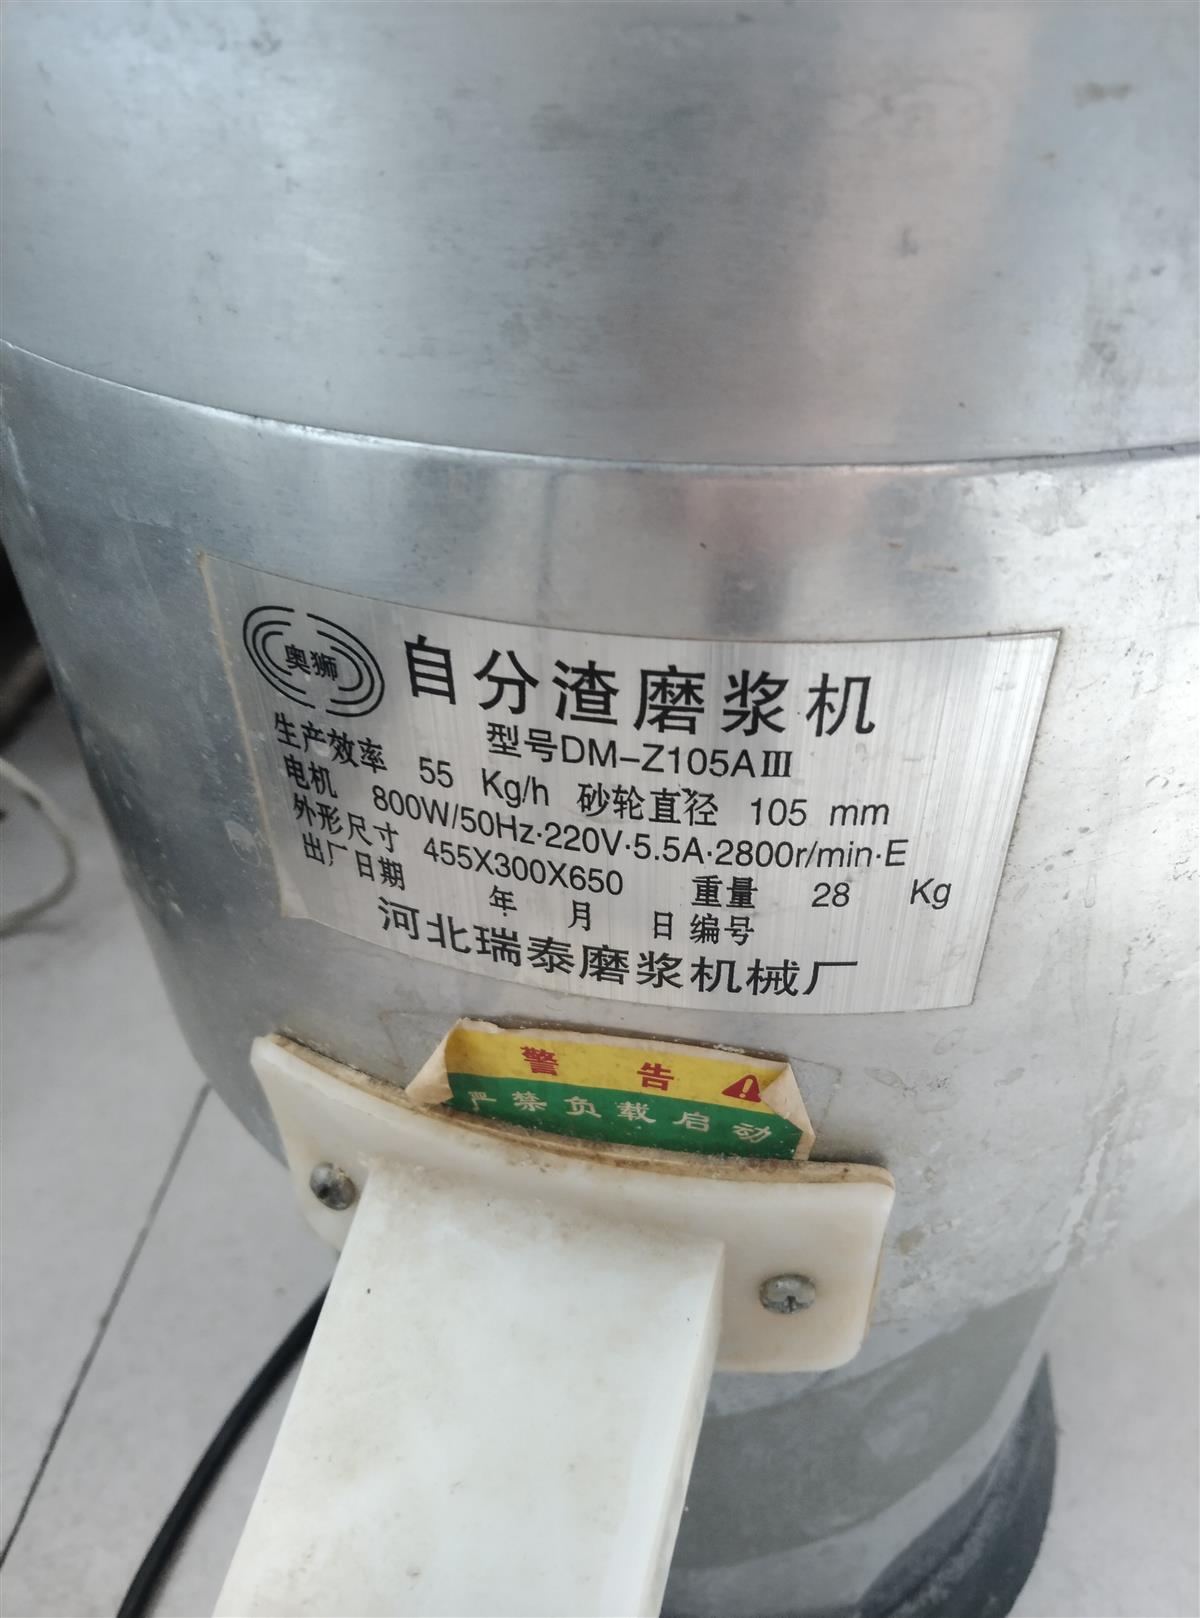 奥狮
自分渣磨浆机
型号DM-Z105AⅢ
生产效率 55 Kg/h 砂轮直径 105 mm
电机 800W/50Hz·220V·5.5A·2800r/min·E
外形尺寸 455X300X650 重量 28 Kg
出厂日期 年 月 日 编号
河北瑞泰磨浆机械厂
警告
严禁负载启动